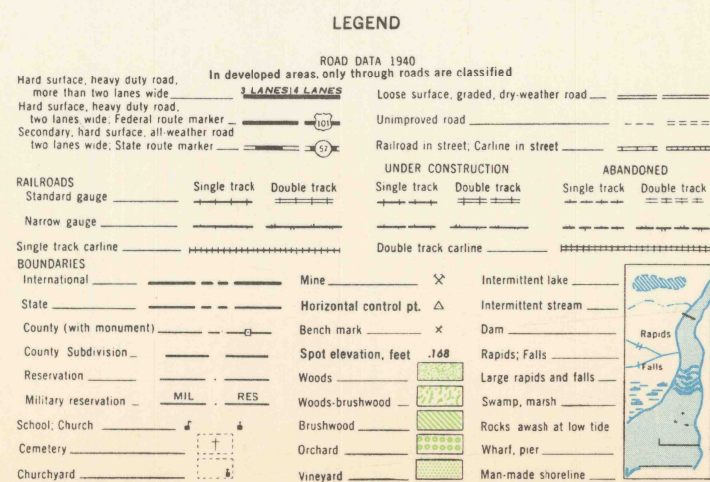 LEGEND
ROAD DATA 1940
In developed areas, only through roads are classified
Hard surface, heavy duty road,
more than two lanes wide
3 LANES|4 LANES
Hard surface, heavy duty road,
two lanes wide; Federal route marker
101
Secondary, hard surface, all-weather road
two lanes wide; State route marker
57
Loose surface, graded, dry-weather road
Unimproved road
Railroad in street; Carline in street
UNDER CONSTRUCTION ABANDONED
RAILROADS Single track Double track Single track Double track Single track Double track
Standard gauge
Narrow gauge
Single track carline Double track carline
BOUNDARIES
International
State
County (with monument)
County Subdivision
Reservation
Military reservation MIL RES
School; Church
Cemetery
Churchyard
Mine
Horizontal control pt.
Bench mark
Spot elevation, feet .168
Woods
Woods-brushwood
Brushwood
Orchard
Vineyard
Intermittent lake
Intermittent stream
Dam
Rapids; Falls
Large rapids and falls
Swamp, marsh
Rocks awash at low tide
Wharf, pier
Man-made shoreline
Rapids
Falls